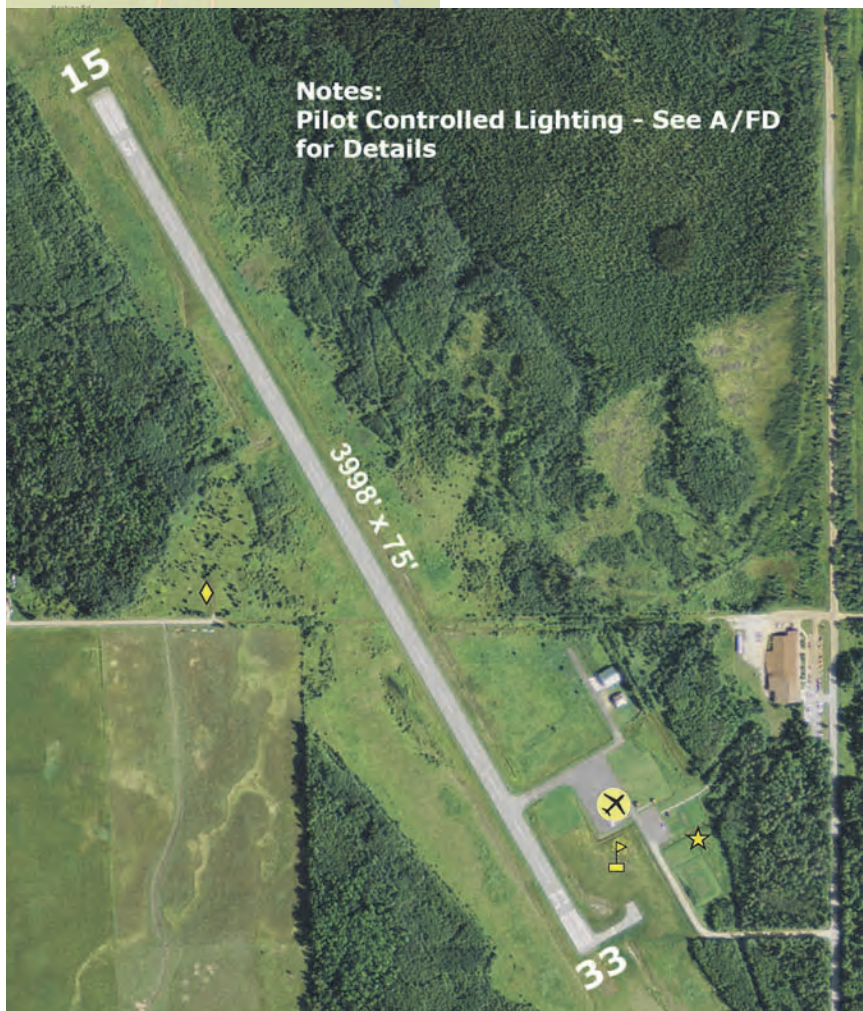 15
Notes:
Pilot Controlled Lighting - See A/FD
for Details
3998' x 75'
33